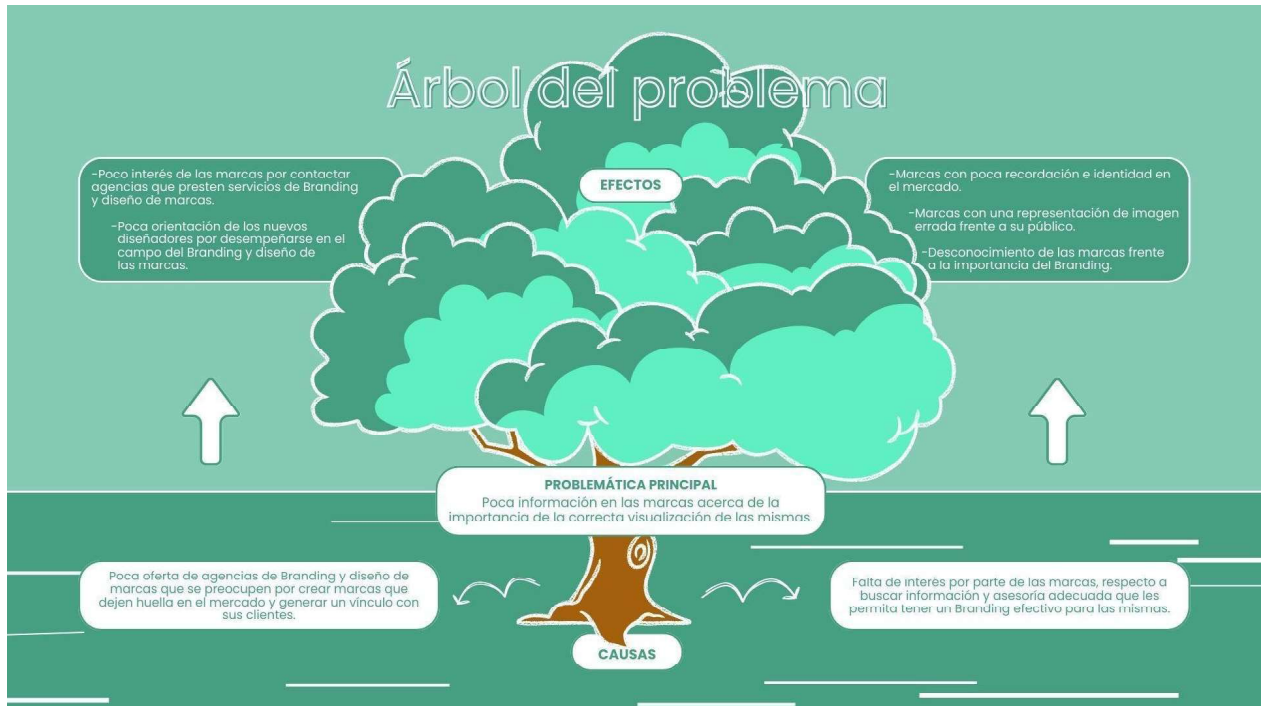 Árbol del problema
-Poco interés de las marcas por contactar
agencias que presten servicios de Branding
y diseño de marcas.
-Poca orientación de los nuevos
diseñadores por desempeñarse en el
campo del Branding y diseño de
las marcas.
EFECTOS
-Marcas con poca recordación e identidad en
el mercado.
-Marcas con una representación de imagen
errada frente a su público.
-Desconocimiento de las marcas frente
a la importancia del Branding.
PROBLEMÁTICA PRINCIPAL
Poca información en las marcas acerca de la
importancia de la correcta visualización de las mismas
Poca oferta de agencias de Branding y diseño de
marcas que se preocupen por crear marcas que
dejen huella en el mercado y generar un vínculo con
sus clientes.
Falta de interés por parte de las marcas, respecto a
buscar información y asesoría adecuada que les
permita tener un Branding efectivo para las mismas.
CAUSAS